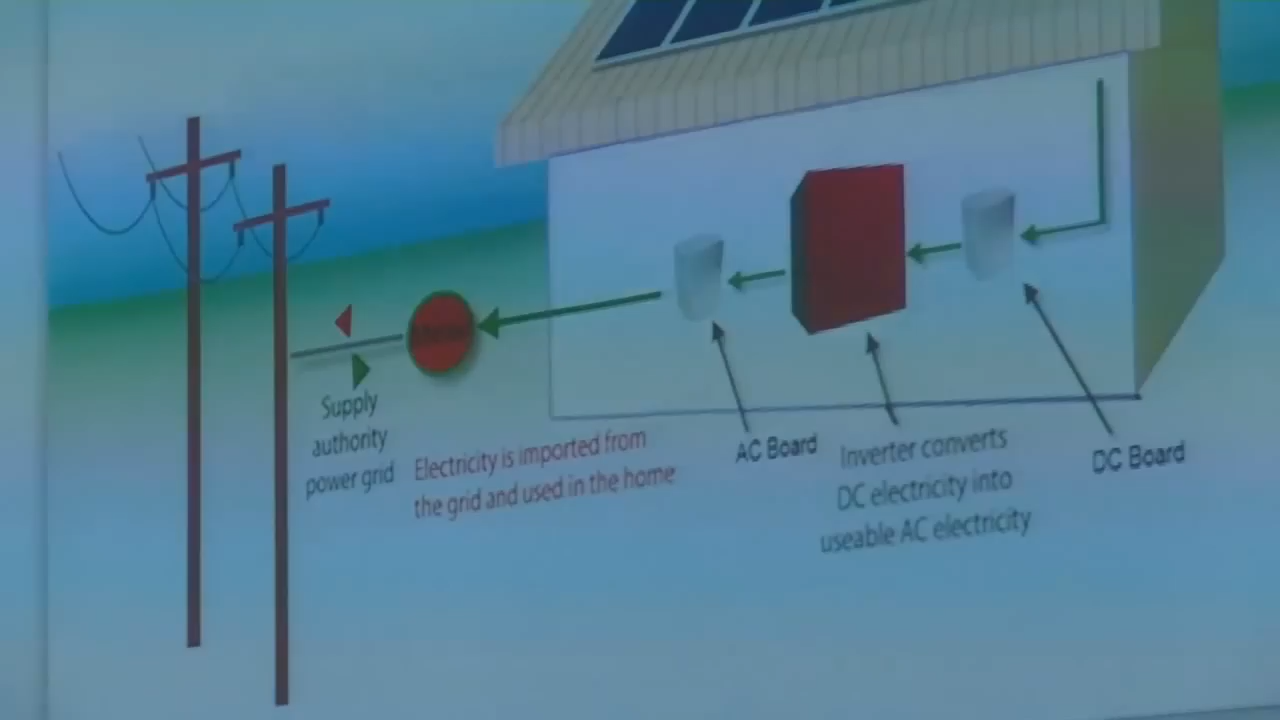 Supply
authority
power grid
Electricity is imported from
the grid and used in the home
AC Board
Inverter converts
DC electricity into
useable AC electricity
DC Board